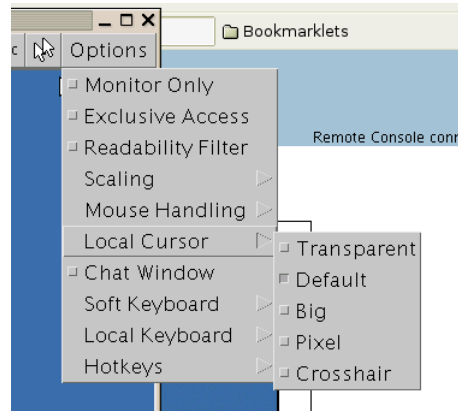 Bookmarklets
c Options
Monitor Only
Exclusive Access
Readability Filter
Remote Console conn
Scaling
Mouse Handling
Local Cursor
Transparent
Chat Window
Default
Soft Keyboard
Big
Local Keyboard
Pixel
Hotkeys
Crosshair